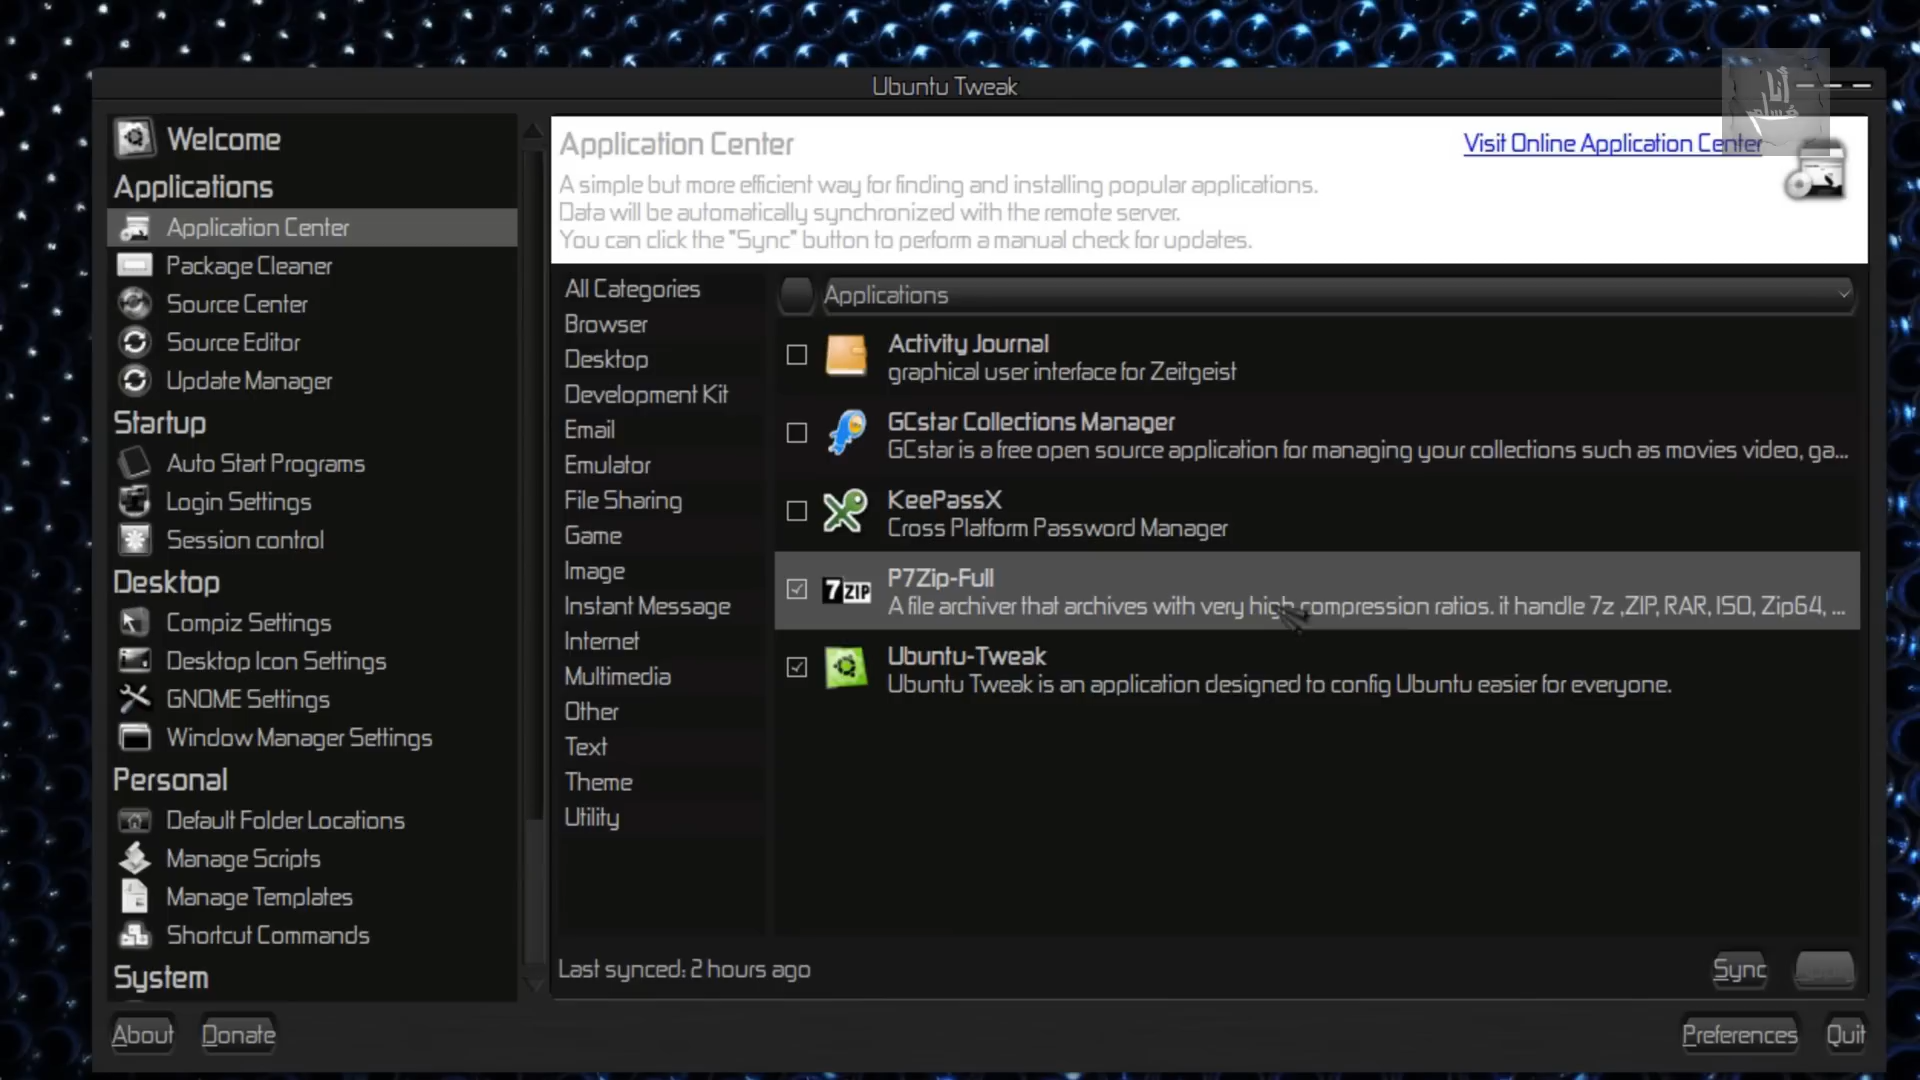 Ubuntu Tweak
أنا
مسلم
Welcome
Applications
Application Center
Package Cleaner
Source Center
Source Editor
Update Manager
Startup
Auto Start Programs
Login Settings
Session control
Desktop
Compiz Settings
Desktop Icon Settings
GNOME Settings
Window Manager Settings
Personal
Default Folder Locations
Manage Scripts
Manage Templates
Shortcut Commands
System
Application Center
Visit Online Application Center
A simple but more efficient way for finding and installing popular applications.
Data will be automatically synchronized with the remote server.
You can click the "Sync" button to perform a manual check for updates.
All Categories
Browser
Desktop
Development Kit
Email
Emulator
File Sharing
Game
Image
Instant Message
Internet
Multimedia
Other
Text
Theme
Utility
Applications
Activity Journal
graphical user interface for Zeitgeist
GCstar Collections Manager
GCstar is a free open source application for managing your collections such as movies video, ga...
KeePassX
Cross Platform Password Manager
7ZIP
P7Zip-Full
A file archiver that archives with very high compression ratios. it handle 7z ,ZIP, RAR, ISO, Zip64, ...
Ubuntu-Tweak
Ubuntu Tweak is an application designed to config Ubuntu easier for everyone.
Last synced: 2 hours ago
Sync
About
Donate
Preferences
Quit